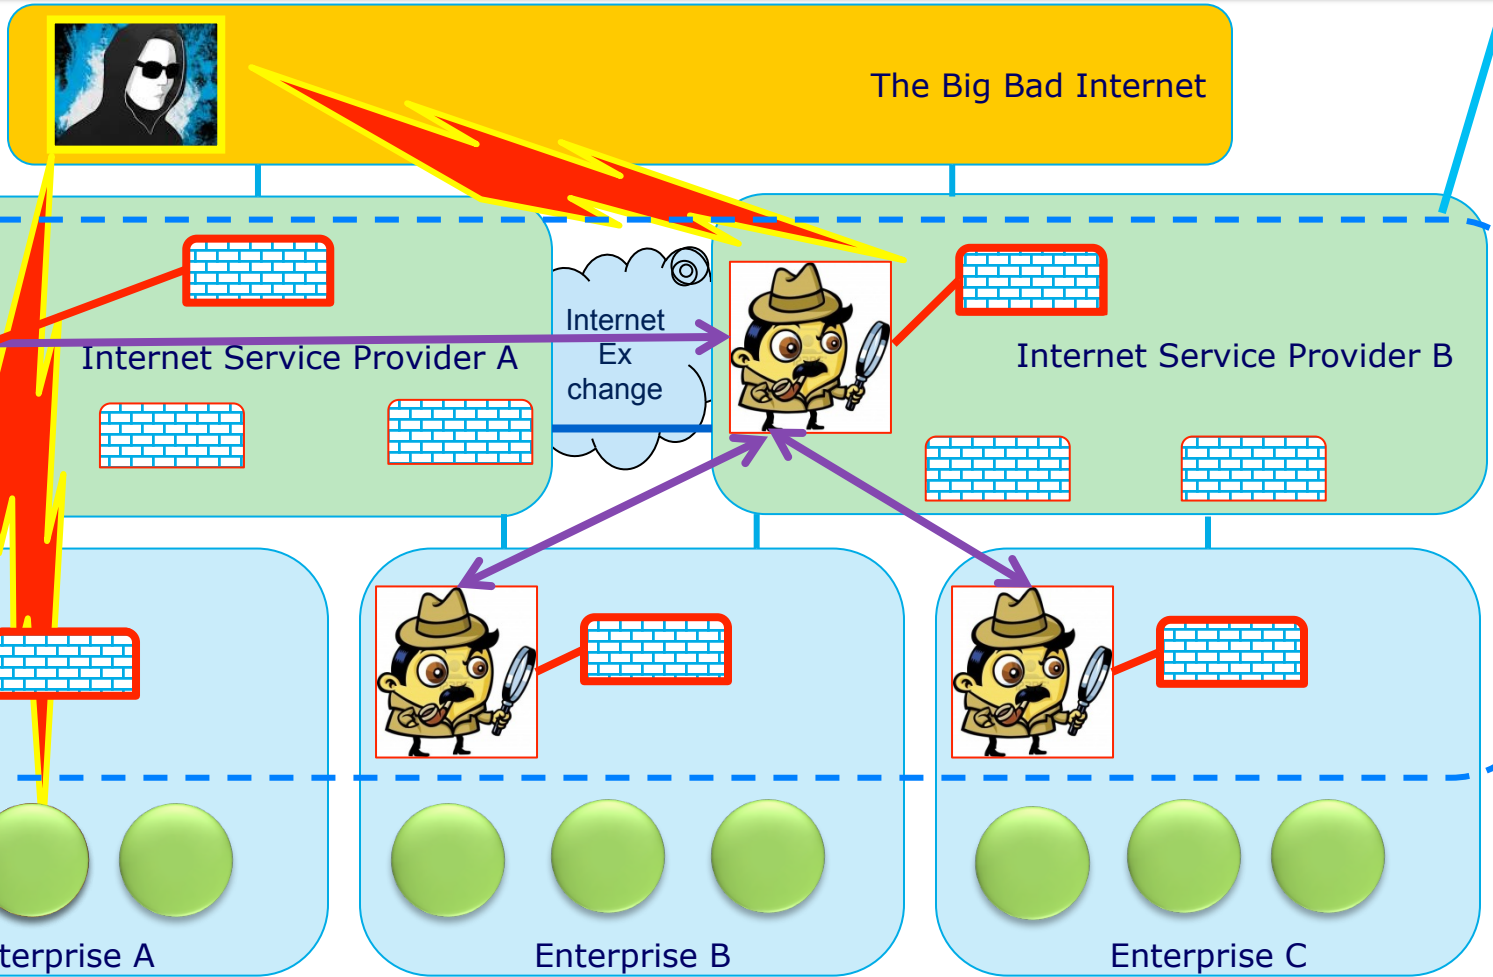 The Big Bad Internet
Internet Service Provider A
Internet
Ex
change
Internet Service Provider B
terprise A
Enterprise B
Enterprise C